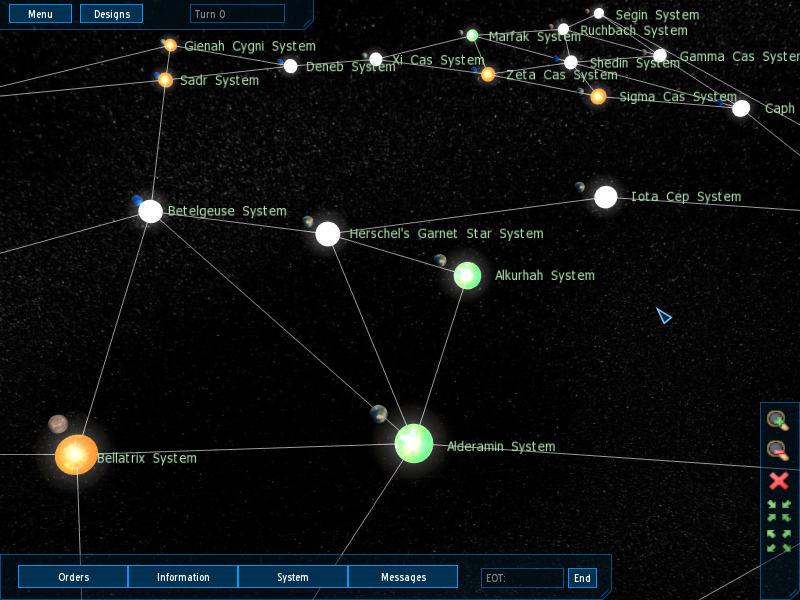 Menu
Designs
Turn 0
Segin System
Ruchbach System
Marfak System
Gienah Cygni System
Gamma Cas System
Xi Cas System
Shedin System
Deneb System
Zeta Cas System
Sadr System
Sigma Cas System
Caph
Iota Cep System
Betelgeuse System
Herschel's Garnet Star System
Alkurhah System
Alderamin System
Bellatrix System
Orders
Information
System
Messages
EOT:
End